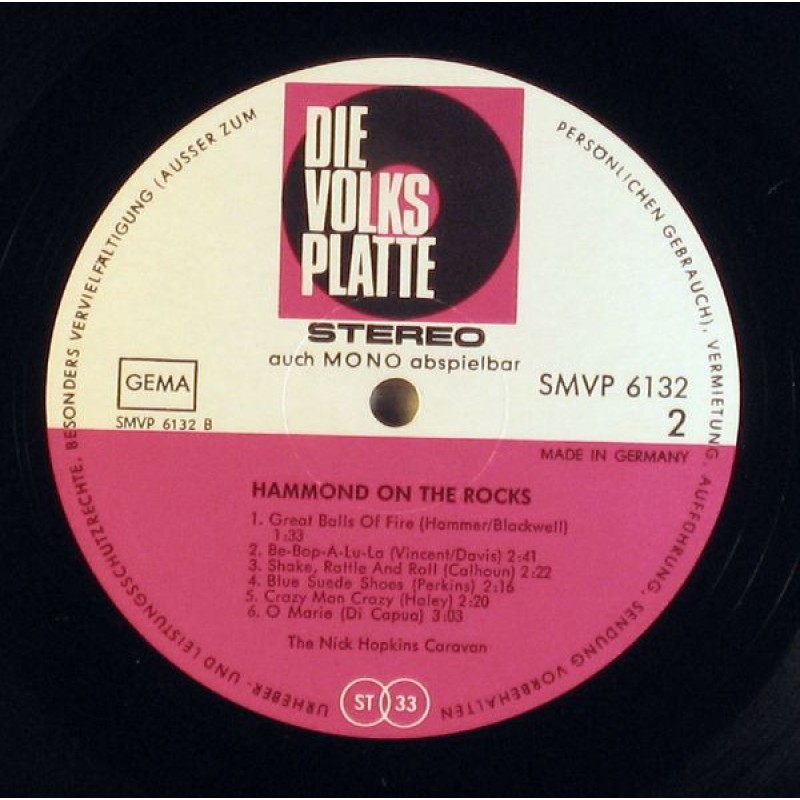 DIE
VOLKS
PLATTE
STEREO
auch MONO abspielbar
GEMA
SMVP 6132 B
SMVP 6132
2
MADE IN GERMANY
HAMMOND ON THE ROCKS
1. Great Balls Of Fire (Hammer/Blackwell)
1:33
2. Be-Bop-A-Lu-La (Vincent/Davis) 2:41
3. Shake, Rattle And Roll (Calhoun) 2:22
4. Blue Suede Shoes (Perkins) 2:16
5. Crazy Man Crazy (Haley) 2:20
6. O Marie (Di Capua) 3:03
The Nick Hopkins Caravan
ST 33
URHEBER- UND LEISTUNGSSCHUTZRECHTE, BESONDERS VERVIELFÄLTIGUNG (AUSSER ZUM PERSÖNLICHEN GEBRAUCH), VERMIETUNG, AUFFÜHRUNG, SENDUNG VORBEHALTEN